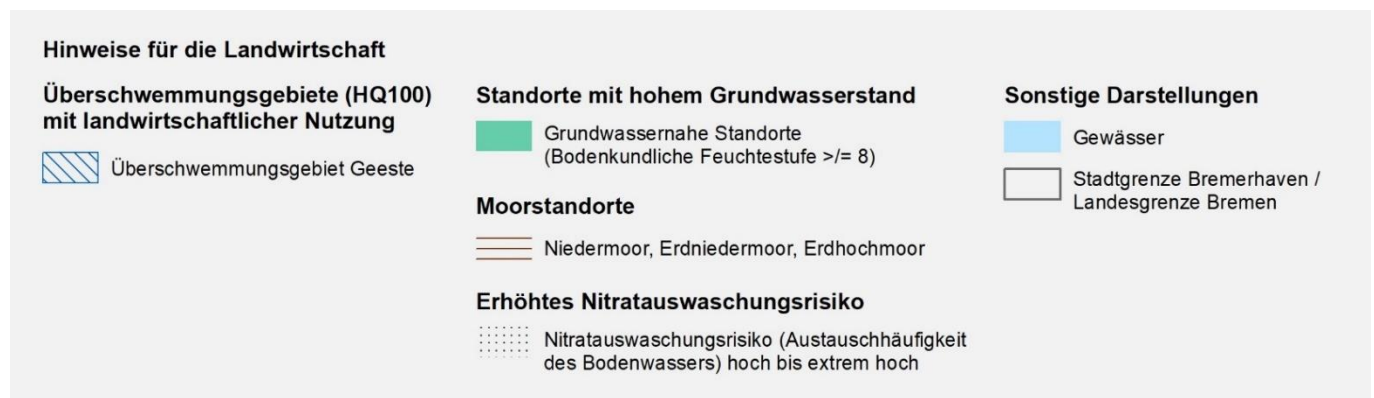 Hinweise für die Landwirtschaft
Überschwemmungsgebiete (HQ100)
mit landwirtschaftlicher Nutzung
Überschwemmungsgebiet Geeste
Standorte mit hohem Grundwasserstand
Grundwassernahe Standorte
(Bodenkundliche Feuchtestufe >/= 8)
Moorstandorte
Niedermoor, Erdniedermoor, Erdhochmoor
Erhöhtes Nitratauswaschungsrisiko
Nitratauswaschungsrisiko (Austauschhäufigkeit
des Bodenwassers) hoch bis extrem hoch
Sonstige Darstellungen
Gewässer
Stadtgrenze Bremerhaven /
Landesgrenze Bremen